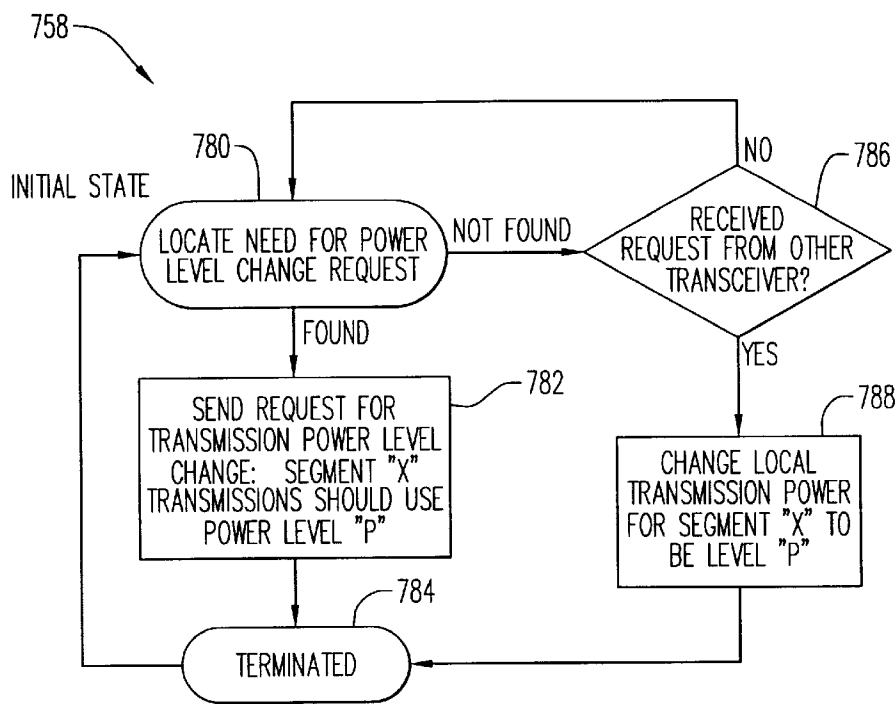 758
780
INITIAL STATE
LOCATE NEED FOR POWER
LEVEL CHANGE REQUEST
NOT FOUND
NO
786
RECEIVED
REQUEST FROM OTHER
TRANSCEIVER?
FOUND
YES
782
SEND REQUEST FOR
TRANSMISSION POWER LEVEL
CHANGE: SEGMENT "X"
TRANSMISSIONS SHOULD USE
POWER LEVEL "P"
788
CHANGE LOCAL
TRANSMISSION POWER
FOR SEGMENT "X" TO
BE LEVEL "P"
784
TERMINATED